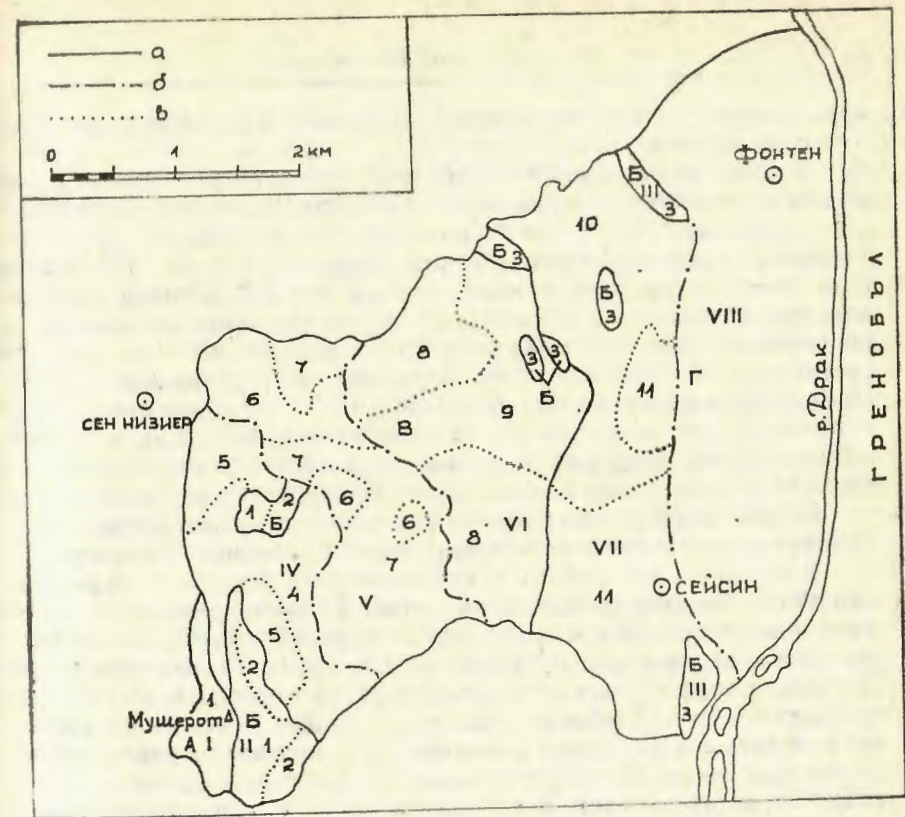 а
б
в
0 1 2 км
ФОНТЕН
Б
III
3
10
Б 3
Б
3
VIII
ГРЕНОБЪЛ
р. Драк
7
8
3 3
Б
11
Г
6
9
СЕН НИЗИЕР
В
5
7
6
1 2
Б
6
VI
8
7
VII
IV
4
V
11
СЕЙСИН
5
2
Б
III
3
1
Мущерот
Б
А I
II 1
2